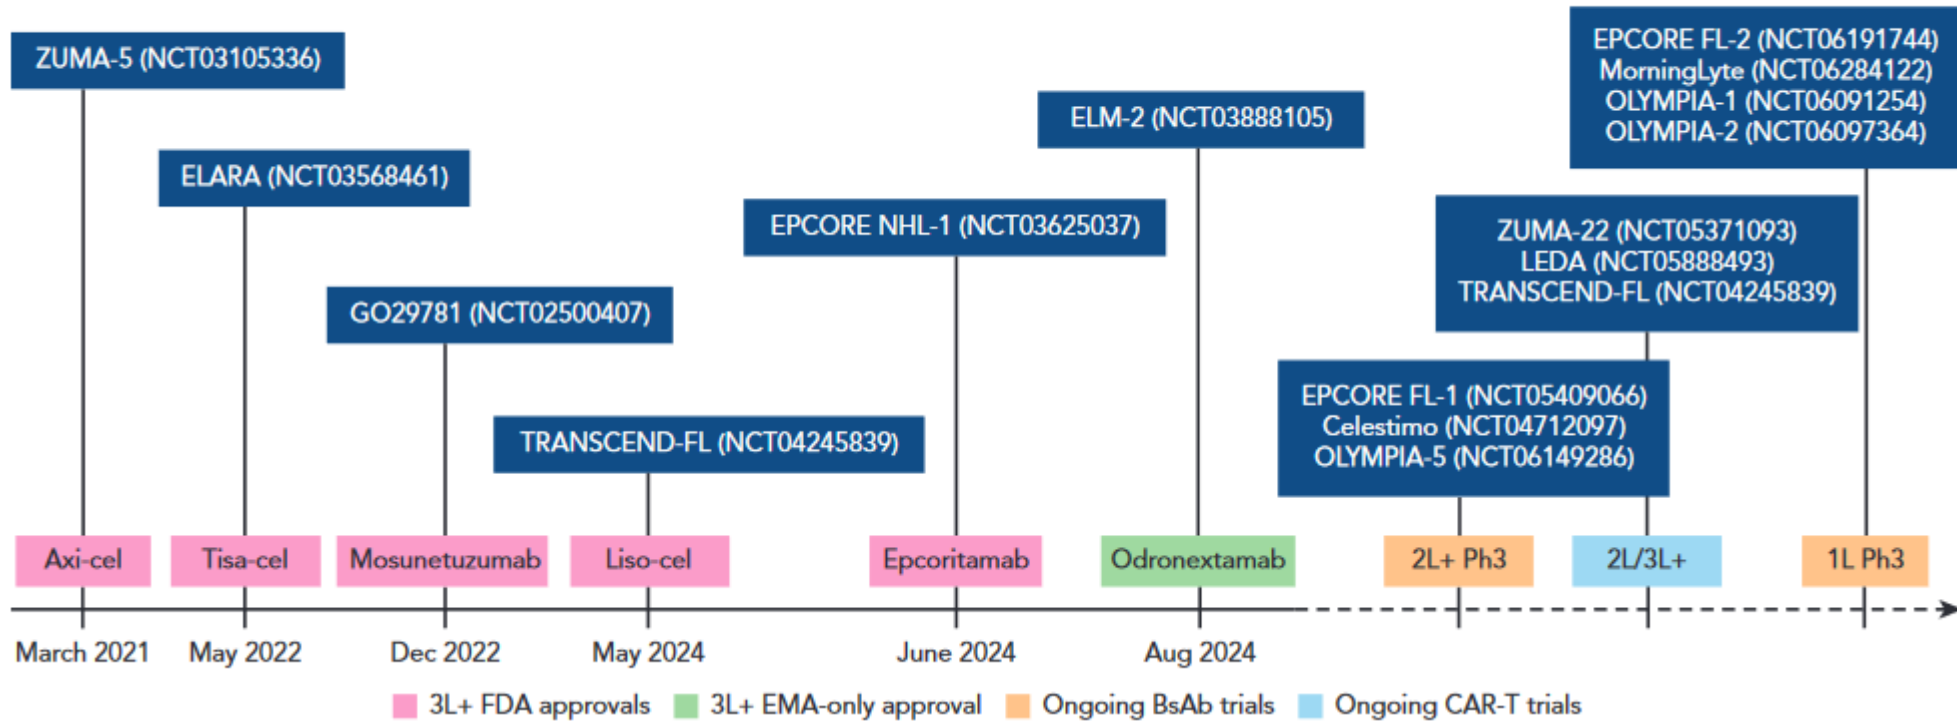 ZUMA-5 (NCT03105336)
ELARA (NCT03568461)
GO29781 (NCT02500407)
TRANSCEND-FL (NCT04245839)
EPCORE NHL-1 (NCT03625037)
ELM-2 (NCT03888105)
EPCORE FL-1 (NCT05409066)
Celestimo (NCT04712097)
OLYMPIA-5 (NCT06149286)
ZUMA-22 (NCT05371093)
LEDA (NCT05888493)
TRANSCEND-FL (NCT04245839)
EPCORE FL-2 (NCT06191744)
MorningLyte (NCT06284122)
OLYMPIA-1 (NCT06091254)
OLYMPIA-2 (NCT06097364)
Axi-cel
Tisa-cel
Mosunetuzumab
Liso-cel
Epcoritamab
Odronextamab
2L+ Ph3
2L/3L+
1L Ph3
March 2021
May 2022
Dec 2022
May 2024
June 2024
Aug 2024
3L+ FDA approvals
3L+ EMA-only approval
Ongoing BsAb trials
Ongoing CAR-T trials